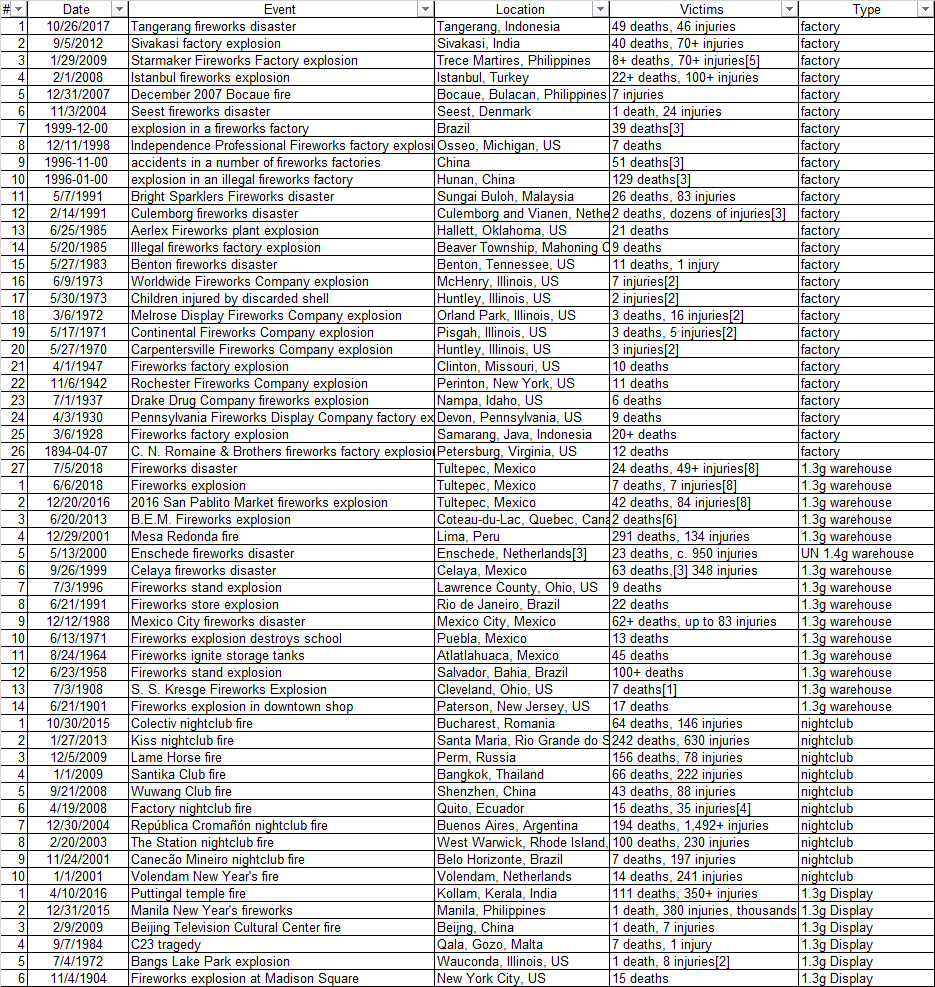 # Date Event Location Victims Type
1 10/26/2017 Tangerang fireworks disaster Tangerang, Indonesia 49 deaths, 46 injuries factory
2 9/5/2012 Sivakasi factory explosion Sivakasi, India 40 deaths, 70+ injuries factory
3 1/29/2009 Starmaker Fireworks Factory explosion Trece Martires, Philippines 8+ deaths, 70+ injuries[5] factory
4 2/1/2008 Istanbul fireworks explosion Istanbul, Turkey 22+ deaths, 100+ injuries factory
5 12/31/2007 December 2007 Bocaue fire Bocaue, Bulacan, Philippines 7 injuries factory
6 11/3/2004 Seest fireworks disaster Seest, Denmark 1 death, 24 injuries factory
7 1999-12-00 explosion in a fireworks factory Brazil 39 deaths[3] factory
8 12/11/1998 Independence Professional Fireworks factory explosi Osseo, Michigan, US 7 deaths factory
9 1996-11-00 accidents in a number of fireworks factories China 51 deaths[3] factory
10 1996-01-00 explosion in an illegal fireworks factory Hunan, China 129 deaths[3] factory
11 5/7/1991 Bright Sparklers Fireworks disaster Sungai Buloh, Malaysia 26 deaths, 83 injuries factory
12 2/14/1991 Culemborg fireworks disaster Culemborg and Vianen, Nethe 2 deaths, dozens of injuries[3] factory
13 6/25/1985 Aerlex Fireworks plant explosion Hallett, Oklahoma, US 21 deaths factory
14 5/20/1985 Illegal fireworks factory explosion Beaver Township, Mahoning C 9 deaths factory
15 5/27/1983 Benton fireworks disaster Benton, Tennessee, US 11 deaths, 1 injury factory
16 6/9/1973 Worldwide Fireworks Company explosion McHenry, Illinois, US 7 injuries[2] factory
17 5/30/1973 Children injured by discarded shell Huntley, Illinois, US 2 injuries[2] factory
18 3/6/1972 Melrose Display Fireworks Company explosion Orland Park, Illinois, US 3 deaths, 16 injuries[2] factory
19 5/17/1971 Continental Fireworks Company explosion Pisgah, Illinois, US 3 deaths, 5 injuries[2] factory
20 5/27/1970 Carpentersville Fireworks Company explosion Huntley, Illinois, US 3 injuries[2] factory
21 4/1/1947 Fireworks factory explosion Clinton, Missouri, US 10 deaths factory
22 11/6/1942 Rochester Fireworks Company explosion Perinton, New York, US 11 deaths factory
23 7/1/1937 Drake Drug Company fireworks explosion Nampa, Idaho, US 6 deaths factory
24 4/3/1930 Pennsylvania Fireworks Display Company factory ex Devon, Pennsylvania, US 9 deaths factory
25 3/6/1928 Fireworks factory explosion Samarang, Java, Indonesia 20+ deaths factory
26 1894-04-07 C. N. Romaine & Brothers fireworks factory explosio Petersburg, Virginia, US 12 deaths factory
27 7/5/2018 Fireworks disaster Tultepec, Mexico 24 deaths, 49+ injuries[8] 1.3g warehouse
1 6/6/2018 Fireworks explosion Tultepec, Mexico 7 deaths, 7 injuries[8] 1.3g warehouse
2 12/20/2016 2016 San Pablito Market fireworks explosion Tultepec, Mexico 42 deaths, 84 injuries[8] 1.3g warehouse
3 6/20/2013 B.E.M. Fireworks explosion Coteau-du-Lac, Quebec, Cana 2 deaths[6] 1.3g warehouse
4 12/29/2001 Mesa Redonda fire Lima, Peru 291 deaths, 134 injuries 1.3g warehouse
5 5/13/2000 Enschede fireworks disaster Enschede, Netherlands[3] 23 deaths, c. 950 injuries UN 1.4g warehouse
6 9/26/1999 Celaya fireworks disaster Celaya, Mexico 63 deaths,[3] 348 injuries 1.3g warehouse
7 7/3/1996 Fireworks stand explosion Lawrence County, Ohio, US 9 deaths 1.3g warehouse
8 6/21/1991 Fireworks store explosion Rio de Janeiro, Brazil 22 deaths 1.3g warehouse
9 12/12/1988 Mexico City fireworks disaster Mexico City, Mexico 62+ deaths, up to 83 injuries 1.3g warehouse
10 6/13/1971 Fireworks explosion destroys school Puebla, Mexico 13 deaths 1.3g warehouse
11 8/24/1964 Fireworks ignite storage tanks Atlatlahuaca, Mexico 45 deaths 1.3g warehouse
12 6/23/1958 Fireworks stand explosion Salvador, Bahia, Brazil 100+ deaths 1.3g warehouse
13 7/3/1908 S. S. Kresge Fireworks Explosion Cleveland, Ohio, US 7 deaths[1] 1.3g warehouse
14 6/21/1901 Fireworks explosion in downtown shop Paterson, New Jersey, US 17 deaths 1.3g warehouse
1 10/30/2015 Colectiv nightclub fire Bucharest, Romania 64 deaths, 146 injuries nightclub
2 1/27/2013 Kiss nightclub fire Santa Maria, Rio Grande do S 242 deaths, 630 injuries nightclub
3 12/5/2009 Lame Horse fire Perm, Russia 156 deaths, 78 injuries nightclub
4 1/1/2009 Santika Club fire Bangkok, Thailand 66 deaths, 222 injuries nightclub
5 9/21/2008 Wuwang Club fire Shenzhen, China 43 deaths, 88 injuries nightclub
6 4/19/2008 Factory nightclub fire Quito, Ecuador 15 deaths, 35 injuries[4] nightclub
7 12/30/2004 República Cromañón nightclub fire Buenos Aires, Argentina 194 deaths, 1,492+ injuries nightclub
8 2/20/2003 The Station nightclub fire West Warwick, Rhode Island, 100 deaths, 230 injuries nightclub
9 11/24/2001 Canecão Mineiro nightclub fire Belo Horizonte, Brazil 7 deaths, 197 injuries nightclub
10 1/1/2001 Volendam New Year's fire Volendam, Netherlands 14 deaths, 241 injuries nightclub
1 4/10/2016 Puttingal temple fire Kollam, Kerala, India 111 deaths, 350+ injuries 1.3g Display
2 12/31/2015 Manila New Year's fireworks Manila, Philippines 1 death, 380 injuries, thousands 1.3g Display
3 2/9/2009 Beijing Television Cultural Center fire Beijng, China 1 death, 7 injuries 1.3g Display
4 9/7/1984 C23 tragedy Qala, Gozo, Malta 7 deaths, 1 injury 1.3g Display
5 7/4/1972 Bangs Lake Park explosion Wauconda, Illinois, US 1 death, 8 injuries[2] 1.3g Display
6 11/4/1904 Fireworks explosion at Madison Square New York City, US 15 deaths 1.3g Display